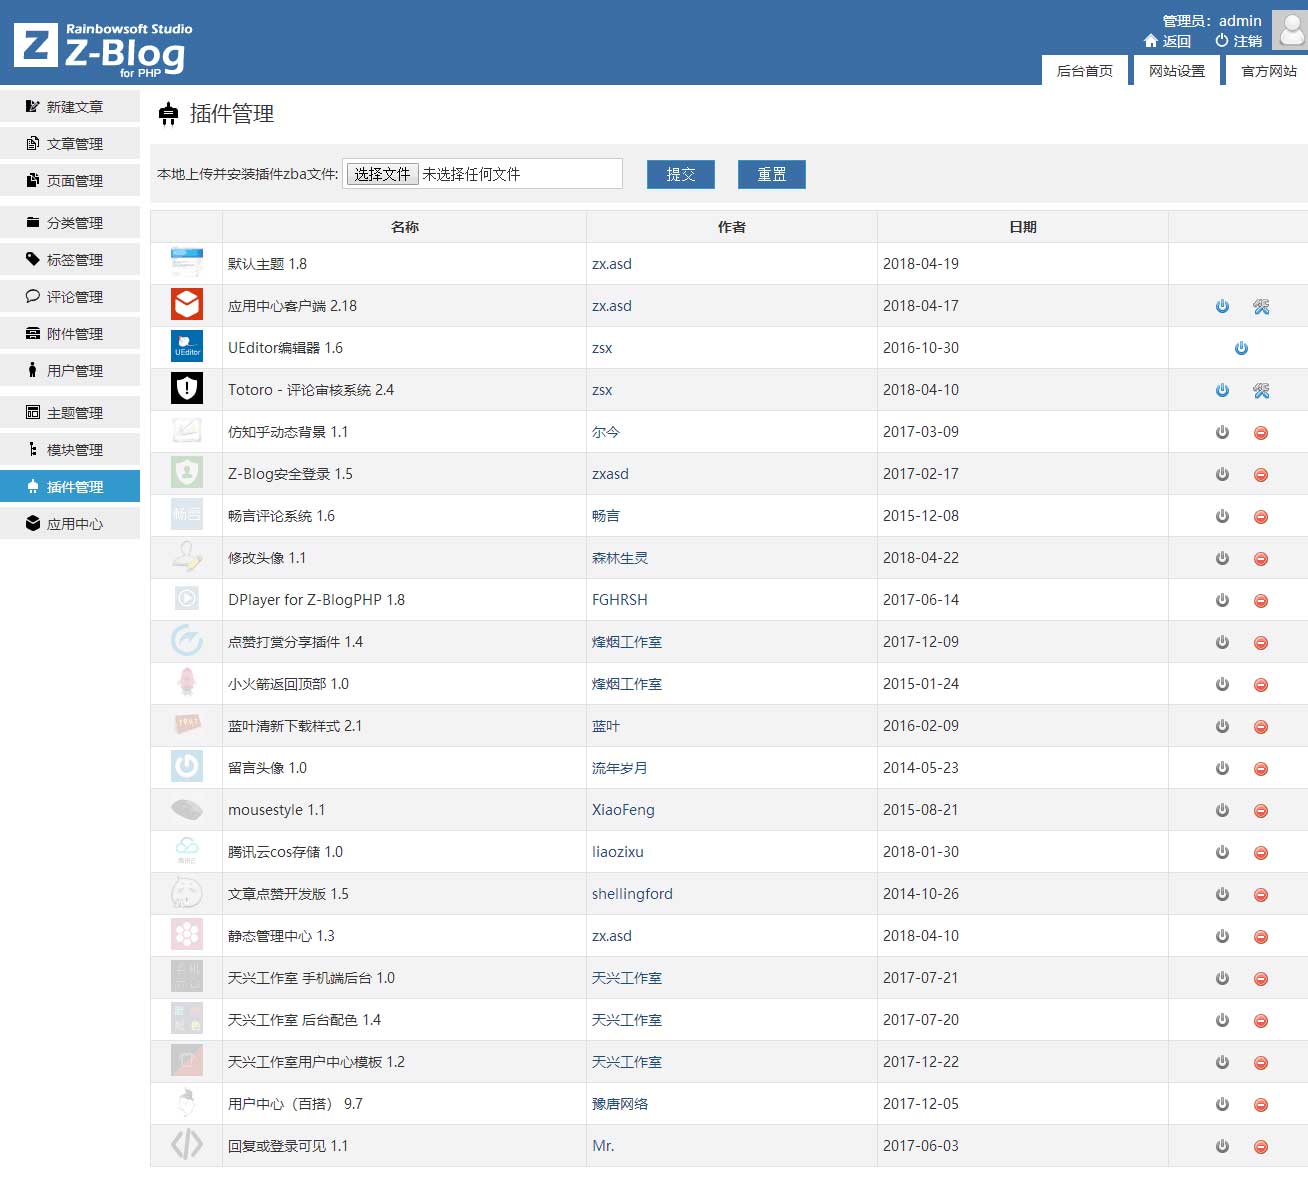 Rainbowsoft Studio
Z Z-Blog
for PHP
管理员：admin
返回 注销
后台首页 网站设置 官方网站
新建文章
文章管理
页面管理
分类管理
标签管理
评论管理
附件管理
用户管理
主题管理
模块管理
插件管理
应用中心
插件管理
本地上传并安装插件zba文件: 选择文件 未选择任何文件 提交 重置
名称 作者 日期
默认主题 1.8 zx.asd 2018-04-19
应用中心客户端 2.18 zx.asd 2018-04-17
UEditor UEditor编辑器 1.6 zsx 2016-10-30
Totoro - 评论审核系统 2.4 zsx 2018-04-10
仿知乎动态背景 1.1 尔今 2017-03-09
Z-Blog安全登录 1.5 zxasd 2017-02-17
畅言 畅言评论系统 1.6 畅言 2015-12-08
修改头像 1.1 森林生灵 2018-04-22
DPlayer for Z-BlogPHP 1.8 FGHRSH 2017-06-14
点赞打赏分享插件 1.4 烽烟工作室 2017-12-09
小火箭返回顶部 1.0 烽烟工作室 2015-01-24
蓝叶清新下载样式 2.1 蓝叶 2016-02-09
留言头像 1.0 流年岁月 2014-05-23
mousestyle 1.1 XiaoFeng 2015-08-21
腾讯云cos存储 1.0 liaozixu 2018-01-30
文章点赞开发版 1.5 shellingford 2014-10-26
静态管理中心 1.3 zx.asd 2018-04-10
天兴工作室 手机端后台 1.0 天兴工作室 2017-07-21
天兴工作室 后台配色 1.4 天兴工作室 2017-07-20
天兴工作室用户中心模板 1.2 天兴工作室 2017-12-22
用户中心（百搭） 9.7 豫唐网络 2017-12-05
回复或登录可见 1.1 Mr. 2017-06-03